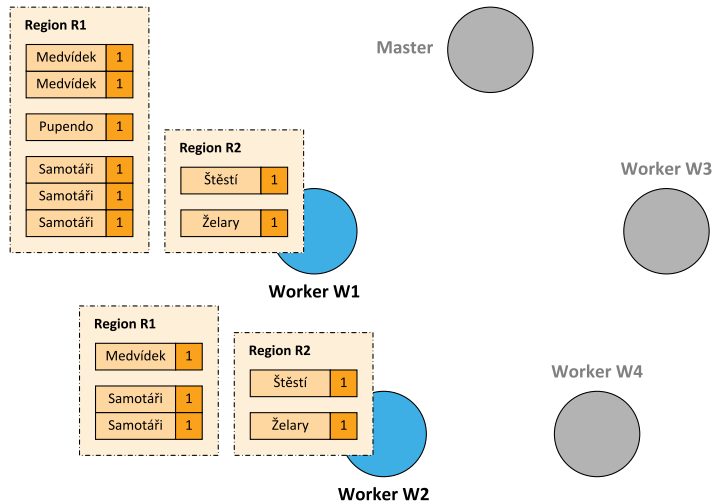 Region R1
Medvídek 1
Medvídek 1
Pupendo 1
Samotáři 1
Samotáři 1
Samotáři 1
Region R2
Štěstí 1
Želary 1
Worker W1
Master
Worker W3
Region R1
Medvídek 1
Samotáři 1
Samotáři 1
Region R2
Štěstí 1
Želary 1
Worker W2
Worker W4